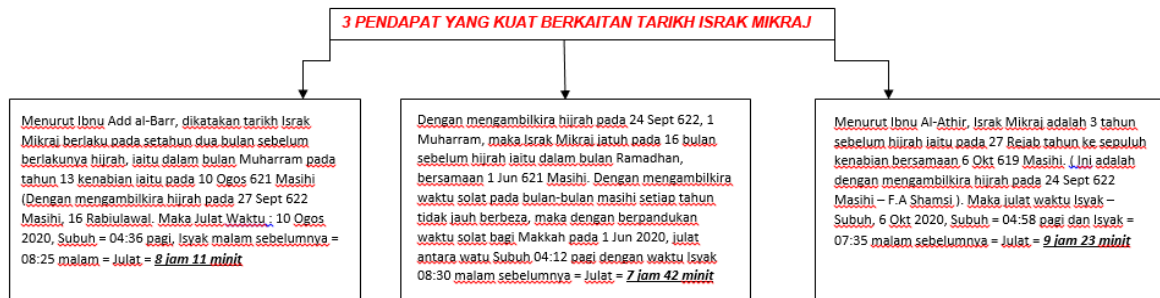 3 PENDAPAT YANG KUAT BERKAITAN TARIKH ISRAK MIKRAJ
Menurut Ibnu Add al-Barr, dikatakan tarikh Israk
Mikraj berlaku pada setahun dua bulan sebelum
berlakunya hijrah, iaitu dalam bulan Muharram pada
tahun 13 kenabian iaitu pada 10 Ogos 621 Masihi
(Dengan mengambilkira hijrah pada 27 Sept 622
Masihi, 16 Rabiulawal. Maka Julat Waktu : 10 Ogos
2020, Subuh = 04:36 pagi, Isyak malam sebelumnya =
08:25 malam = Julat = 8 jam 11 minit
Dengan mengambilkira hijrah pada 24 Sept 622, 1
Muharram, maka Israk Mikraj jatuh pada 16 bulan
sebelum hijrah iaitu dalam bulan Ramadhan,
bersamaan 1 Jun 621 Masihi. Dengan mengambilkira
waktu solat pada bulan-bulan masihi setiap tahun
tidak jauh berbeza, maka dengan berpandukan
waktu solat bagi Makkah pada 1 Jun 2020, julat
antara watu Subuh 04:12 pagi dengan waktu Isyak
08:30 malam sebelumnya = Julat = 7 jam 42 minit
Menurut Ibnu Al-Athir, Israk Mikraj adalah 3 tahun
sebelum hijrah iaitu pada 27 Rejab tahun ke sepuluh
kenabian bersamaan 6 Okt 619 Masihi. ( Ini adalah
dengan mengambilkira hijrah pada 24 Sept 622
Masihi – F.A Shamsi ). Maka julat waktu Isyak –
Subuh, 6 Okt 2020, Subuh = 04:58 pagi dan Isyak =
07:35 malam sebelumnya = Julat = 9 jam 23 minit